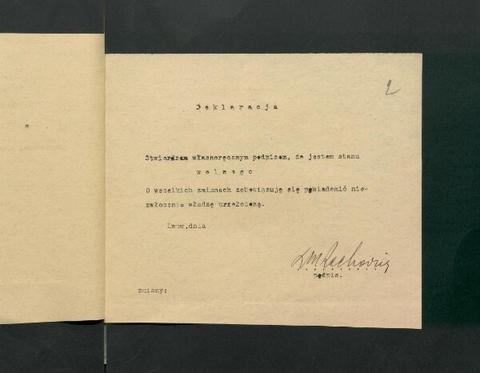 2
Deklaracja
Stwierdzam własnoręcznym podpisem, że jestem stanu
wolnego
O wszelkich zmianach zobowiązuję się powiadomić nie-
zwłocznie władzę przełożoną.
Lwów, dnia
podpis.
zmiany: